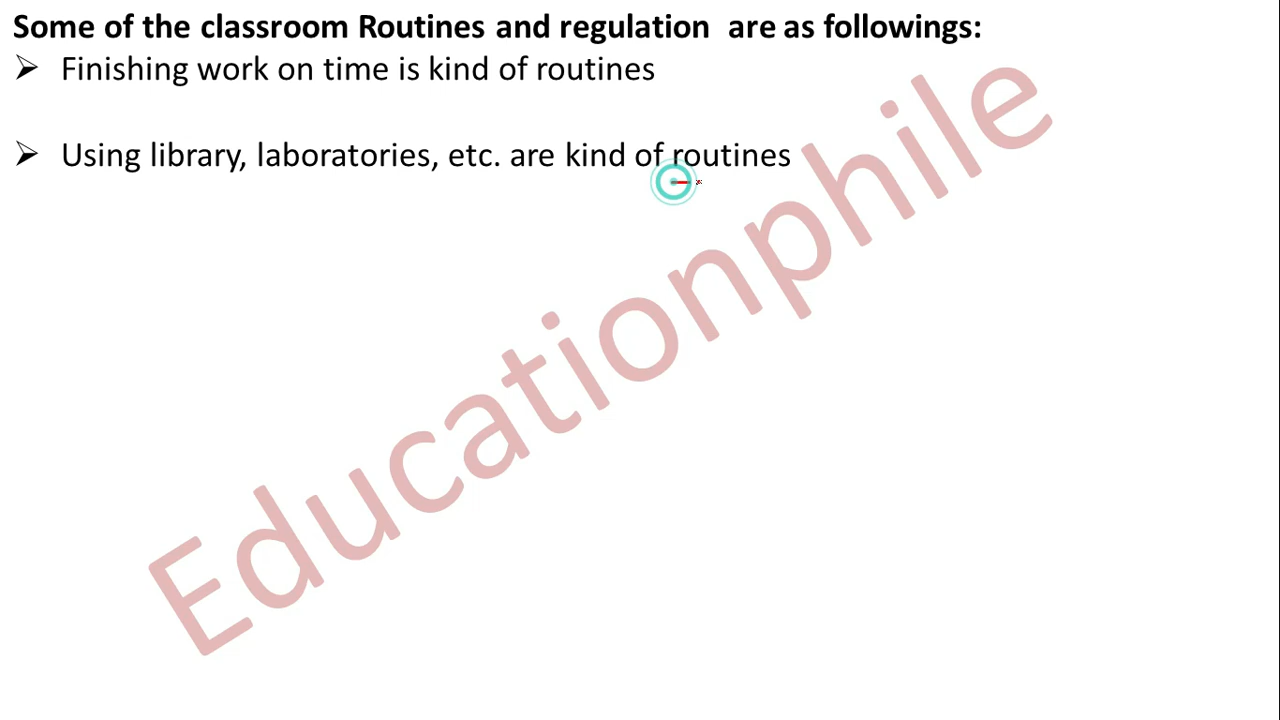 Some of the classroom Routines and regulation  are as followings:
➢ Finishing work on time is kind of routines
➢ Using library, laboratories, etc. are kind of routines
Educationphile